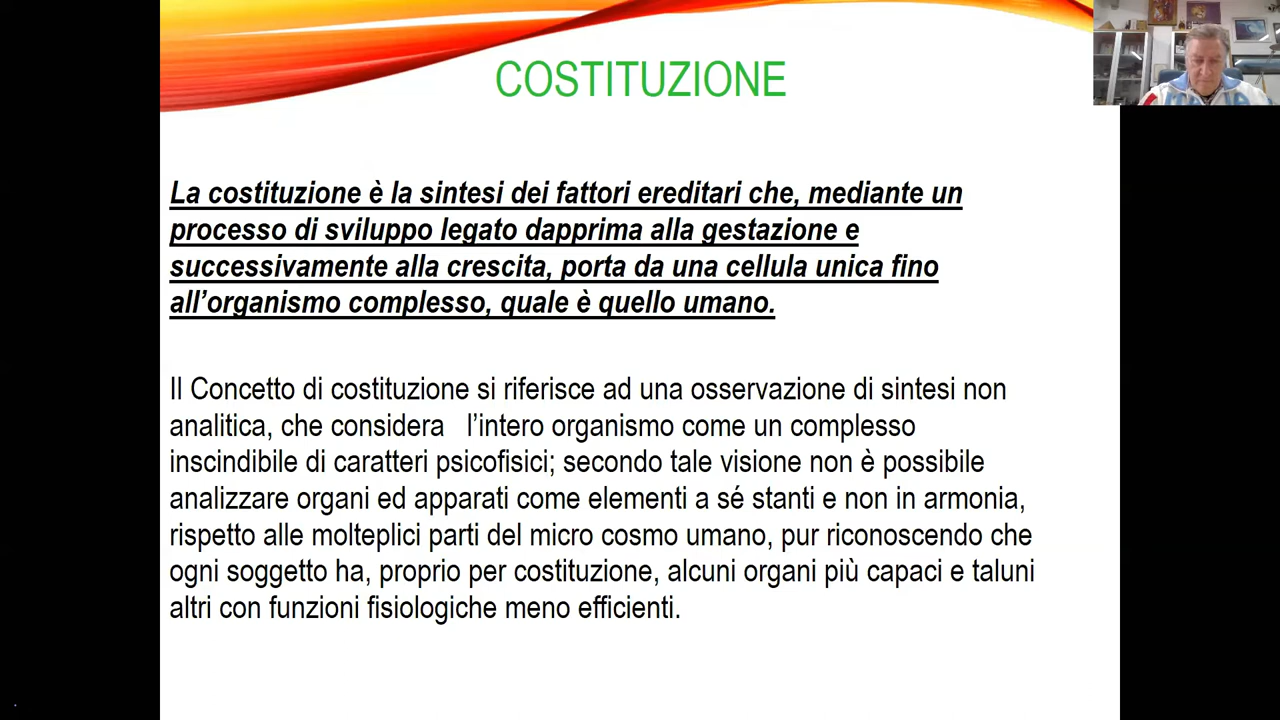 COSTITUZIONE
La costituzione è la sintesi dei fattori ereditari che, mediante un
processo di sviluppo legato dapprima alla gestazione e
successivamente alla crescita, porta da una cellula unica fino
all’organismo complesso, quale è quello umano.
Il Concetto di costituzione si riferisce ad una osservazione di sintesi non
analitica, che considera   l’intero organismo come un complesso
inscindibile di caratteri psicofisici; secondo tale visione non è possibile
analizzare organi ed apparati come elementi a sé stanti e non in armonia,
rispetto alle molteplici parti del micro cosmo umano, pur riconoscendo che
ogni soggetto ha, proprio per costituzione, alcuni organi più capaci e taluni
altri con funzioni fisiologiche meno efficienti.